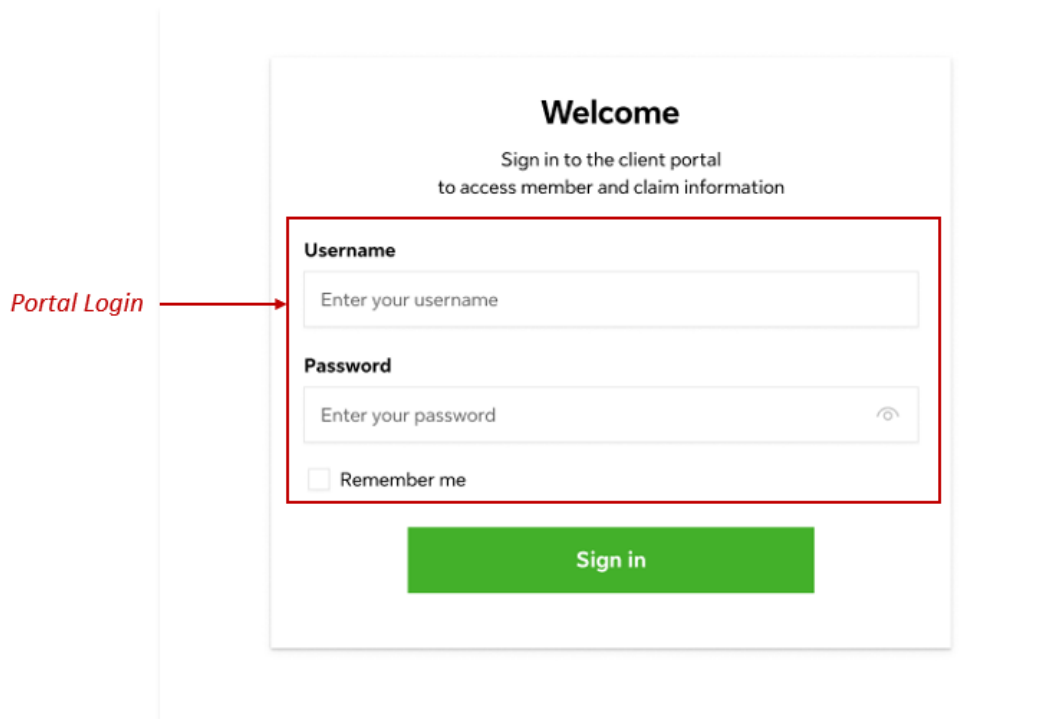 Welcome
Sign in to the client portal
to access member and claim information
Username
Portal Login
Enter your username
Password
Enter your password
Remember me
Sign in